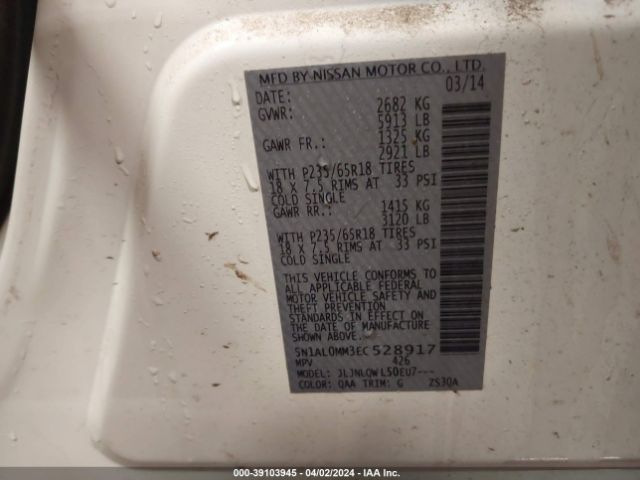 MFD BY NISSAN MOTOR CO., LTD.
DATE: 03/14
GVWR: 2682 KG
5913 LB
GAWR FR.: 1325 KG
2921 LB
WITH P235/65R18 TIRES
18 X 7.5 RIMS AT 33 PSI
COLD SINGLE
GAWR RR.: 1415 KG
3120 LB
WITH P235/65R18 TIRES
18 X 7.5 RIMS AT 33 PSI
COLD SINGLE
THIS VEHICLE CONFORMS TO
ALL APPLICABLE FEDERAL
MOTOR VEHICLE SAFETY AND
THEFT PREVENTION
STANDARDS IN EFFECT ON
THE DATE OF MANUFACTURE
SHOWN ABOVE.
5N1AL0MM3EC528917
MPV 426
MODEL: JLJNLQWL50EU7---
COLOR: QAA TRIM: G ZS3QA
000-39103945 - 04/02/2024 - IAA Inc.